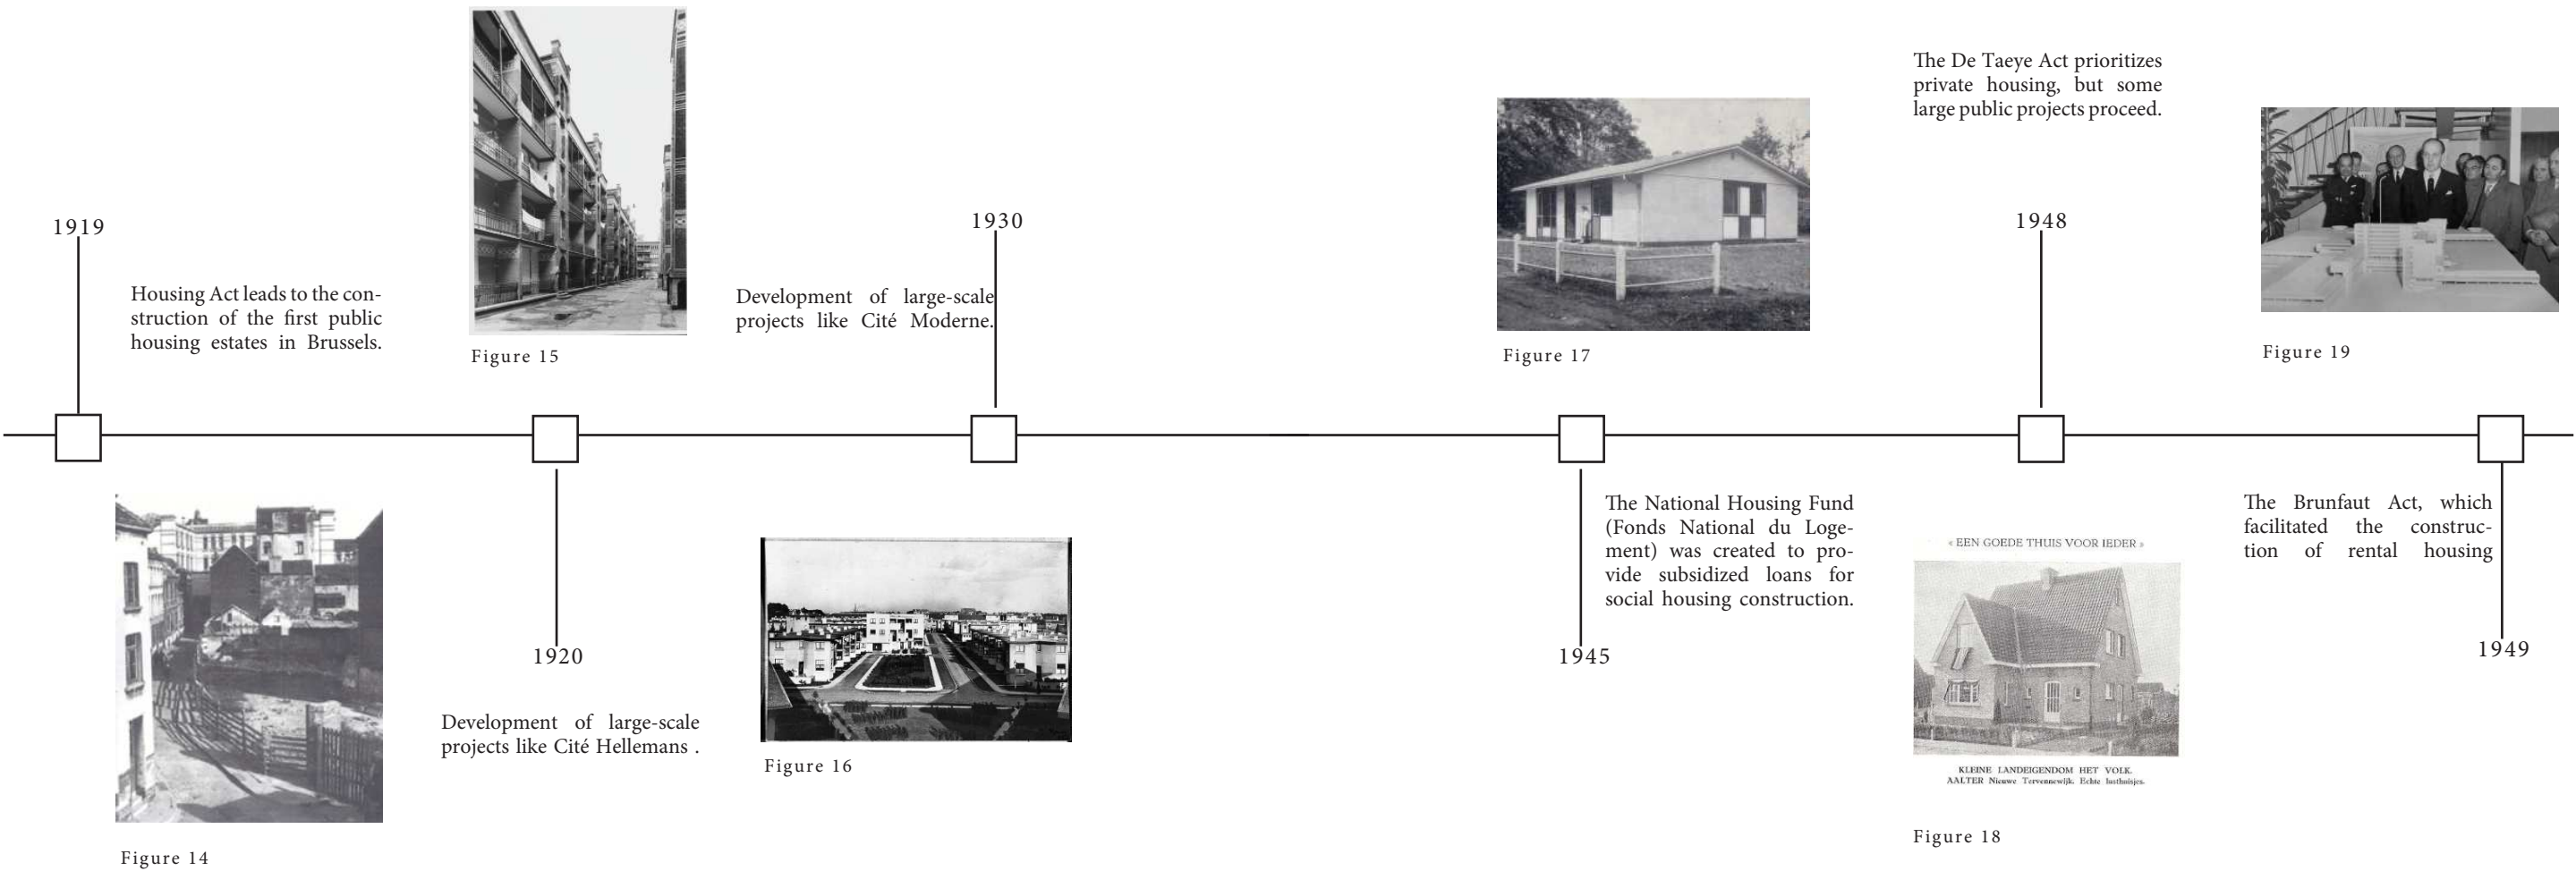 1919
Housing Act leads to the con-
struction of the first public
housing estates in Brussels.
Figure 14
Figure 15
1920
Development of large-scale
projects like Cité Hellemans .
1930
Development of large-scale
projects like Cité Moderne.
Figure 16
Figure 17
1945
The National Housing Fund
(Fonds National du Loge-
ment) was created to pro-
vide subsidized loans for
social housing construction.
The De Taeye Act prioritizes
private housing, but some
large public projects proceed.
1948
« EEN GOEDE THUIS VOOR IEDER »
KLEINE LANDEIGENDOM HET VOLK.
AALTER Nieuwe Tervennewijk. Echte lusthuisjes.
Figure 18
Figure 19
The Brunfaut Act, which
facilitated the construc-
tion of rental housing
1949